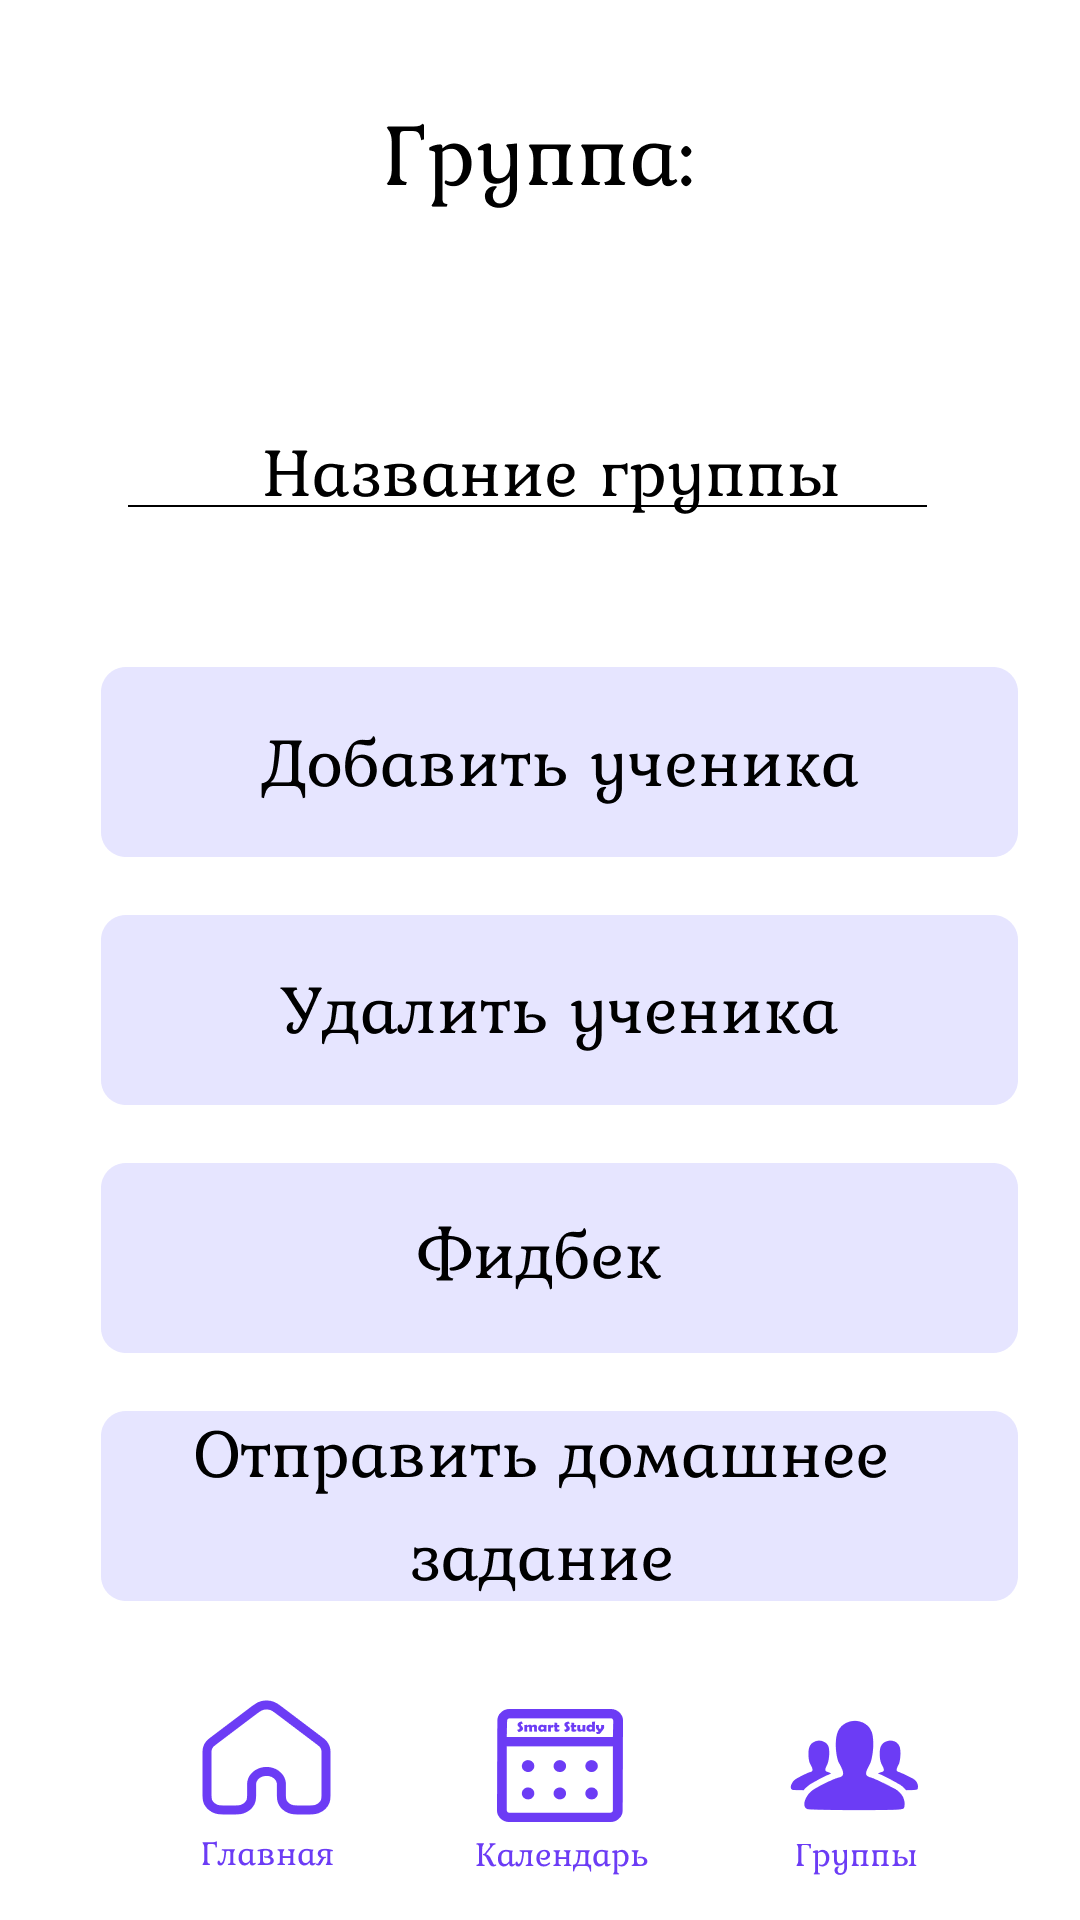 Группа:
Название группы
Добавить ученика
Удалить ученика
Фидбек
Отправить домашнее
задание
Smart Study
Главная
Календарь
Группы